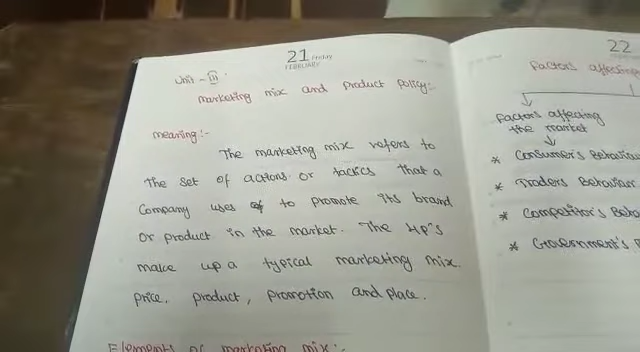 21 Friday
FEBRUARY
Unit - III
Marketing mix and product policy:-
meaning:-
The marketing mix refers to
the set of actions or tactics that a
Company uses to promote its brand
or product in the market. The 4p's
make up a typical marketing mix.
price, product, promotion and place.
Elements of marketing mix:-
22
Factors affecting
Factors affecting
the market
* Consumer's Behaviour
* Traders Behaviour
* Competitor's
* Government's